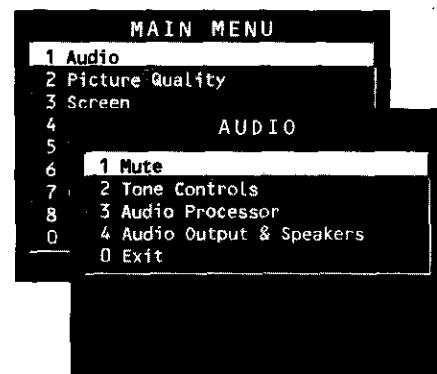 MAIN MENU
1 Audio
2 Picture Quality
3 Screen
4
5
6
7
8
0
AUDIO
1 Mute
2 Tone Controls
3 Audio Processor
4 Audio Output & Speakers
0 Exit